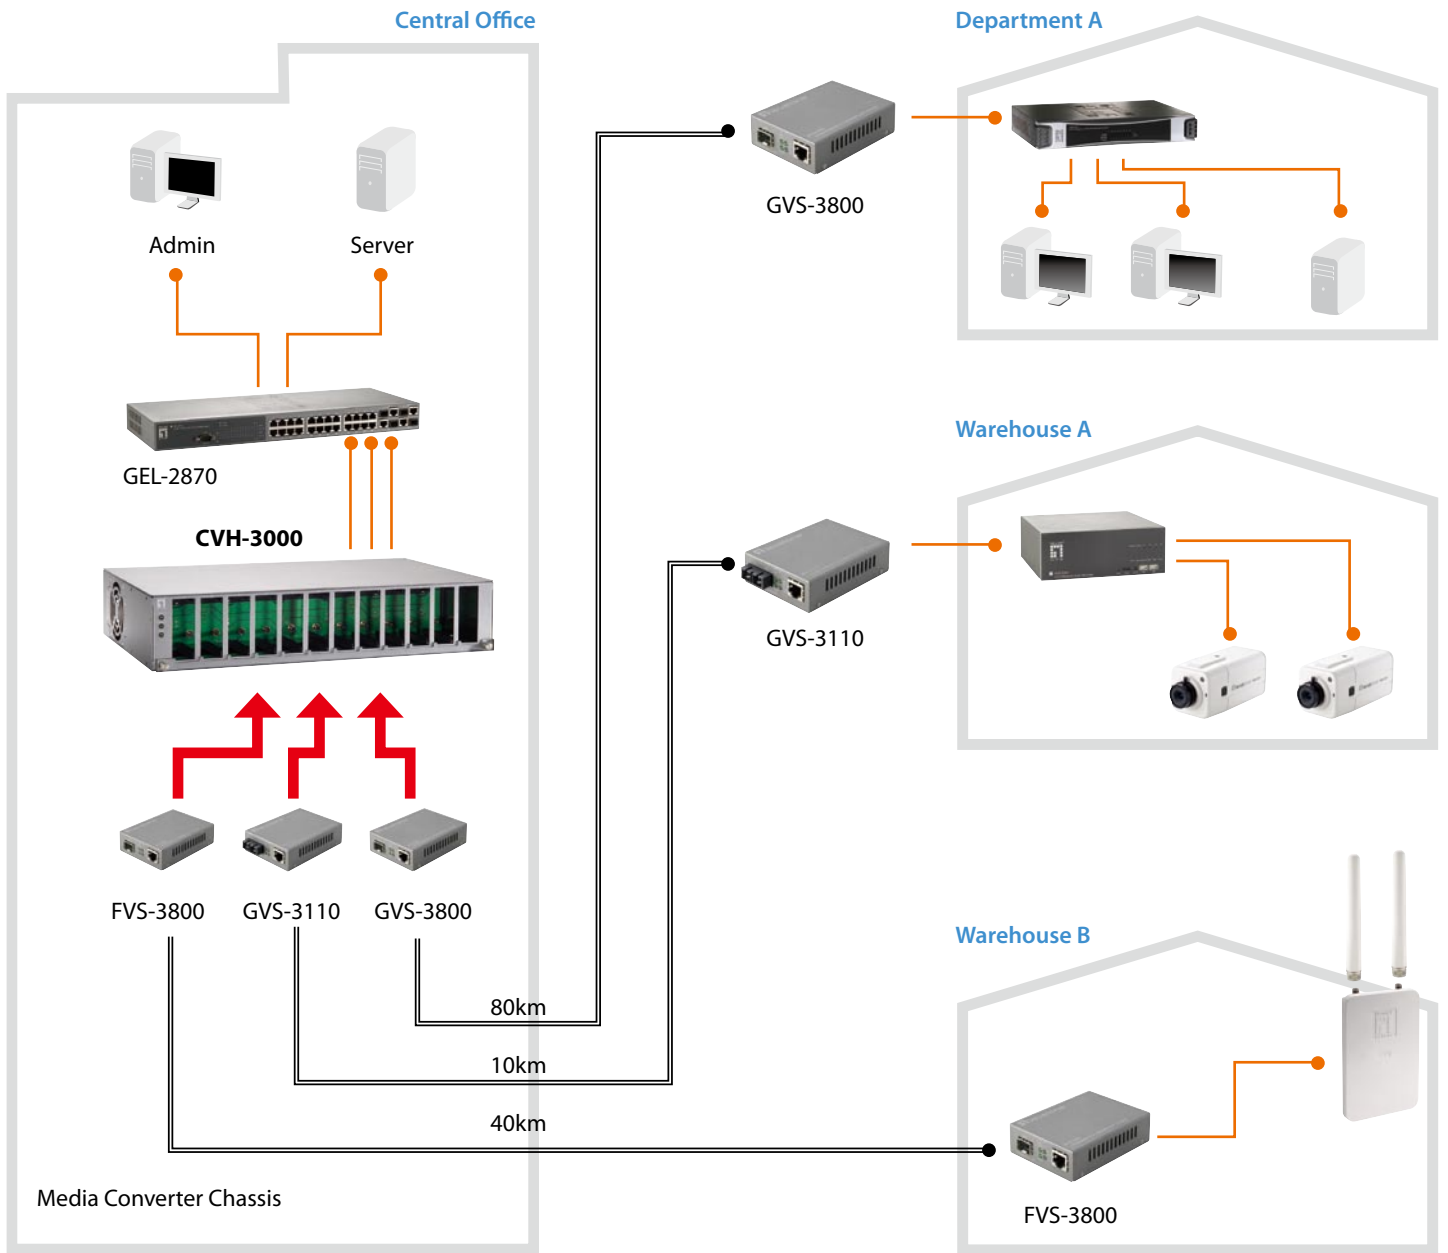 Central Office
Department A
Admin
Server
GVS-3800
GEL-2870
CVH-3000
Warehouse A
GVS-3110
FVS-3800
GVS-3110
GVS-3800
Warehouse B
80km
10km
40km
Media Converter Chassis
FVS-3800